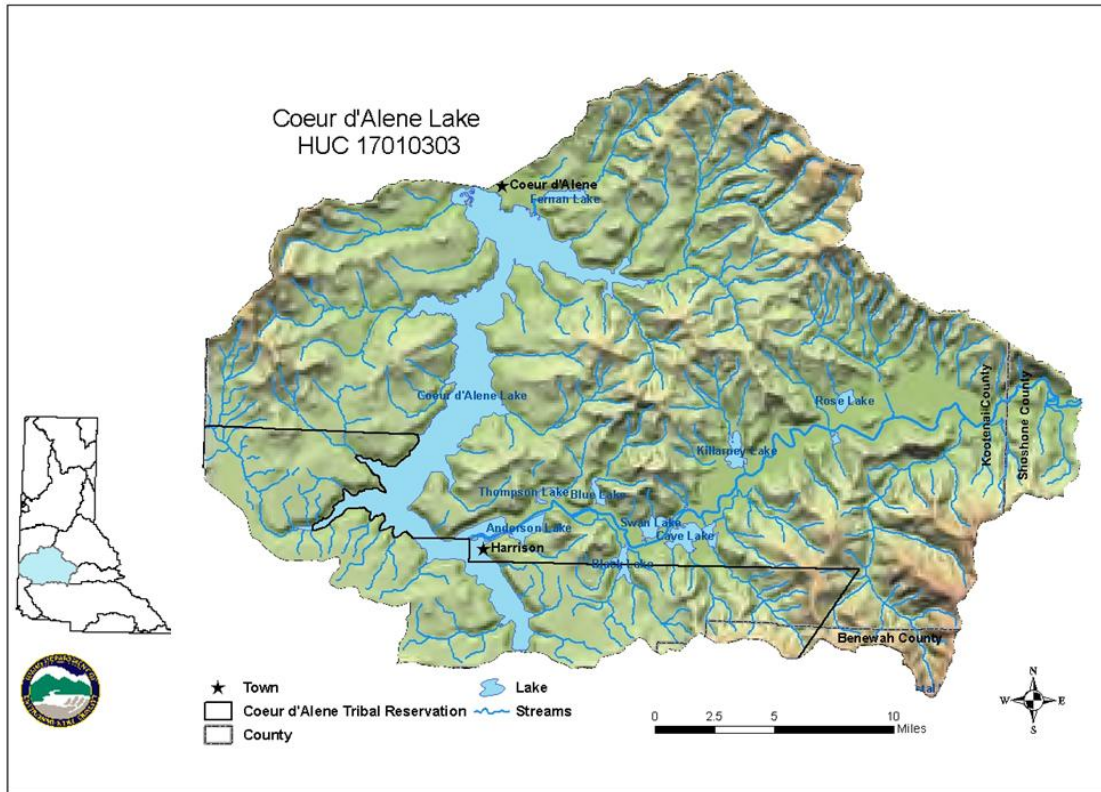 Coeur d'Alene Lake
HUC 17010303
Coeur d'Alene
Fernan Lake
Coeur d'Alene Lake
Rose Lake
Kootenai County
Shoshone County
Killarney Lake
Thompson Lake
Blue Lake
Anderson Lake
Swan Lake
Cave Lake
Harrison
Black Lake
Benewah County
Town
Lake
Coeur d'Alene Tribal Reservation
Streams
County
0 2.5 5 10
Miles
N
W E
S